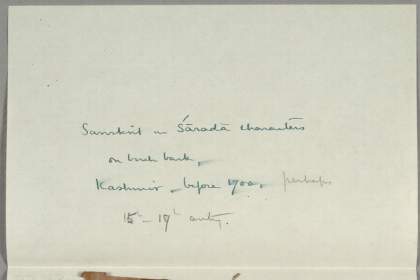 Sanskrit in Śāradā characters
on birch bark,
Kashmir, before 1700, perhaps
15th - 17th century.